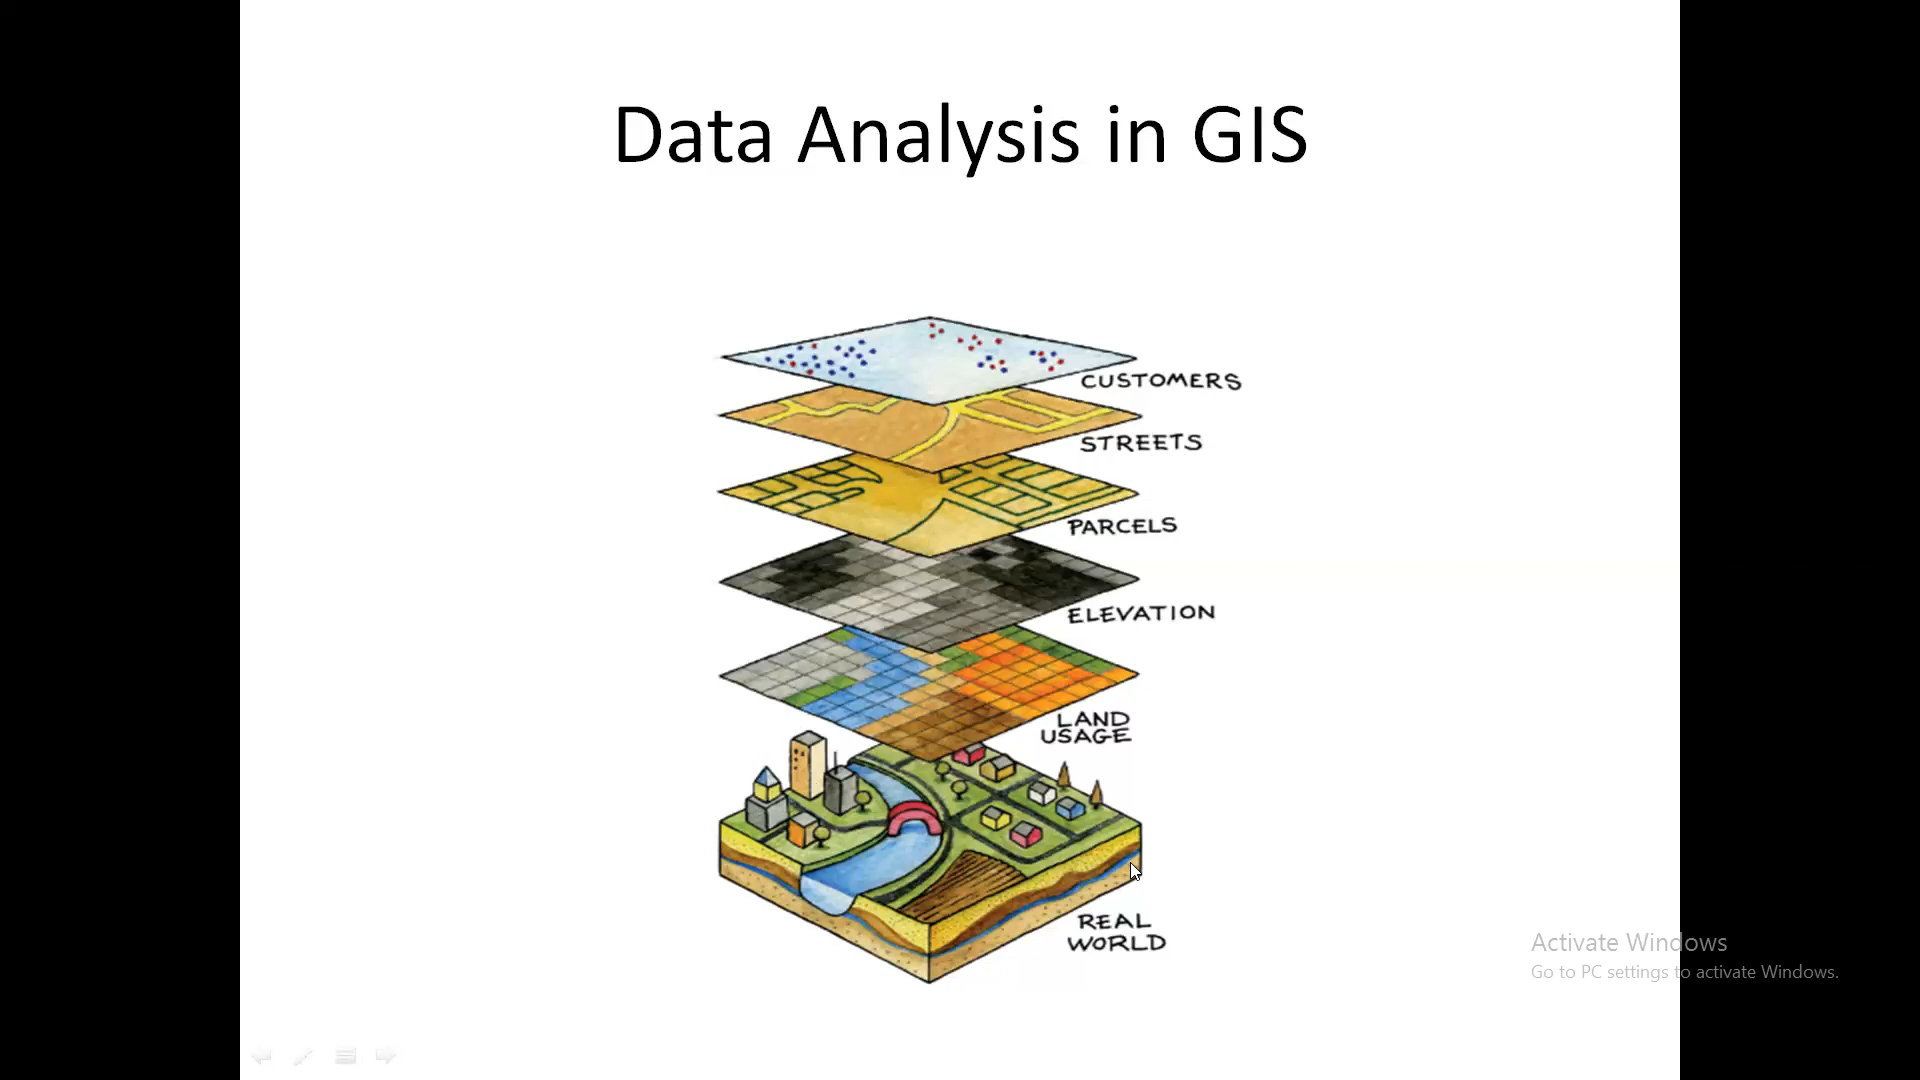 Data Analysis in GIS
CUSTOMERS
STREETS
PARCELS
ELEVATION
LAND
USAGE
REAL
WORLD
Activate Windows
Go to PC settings to activate Windows.